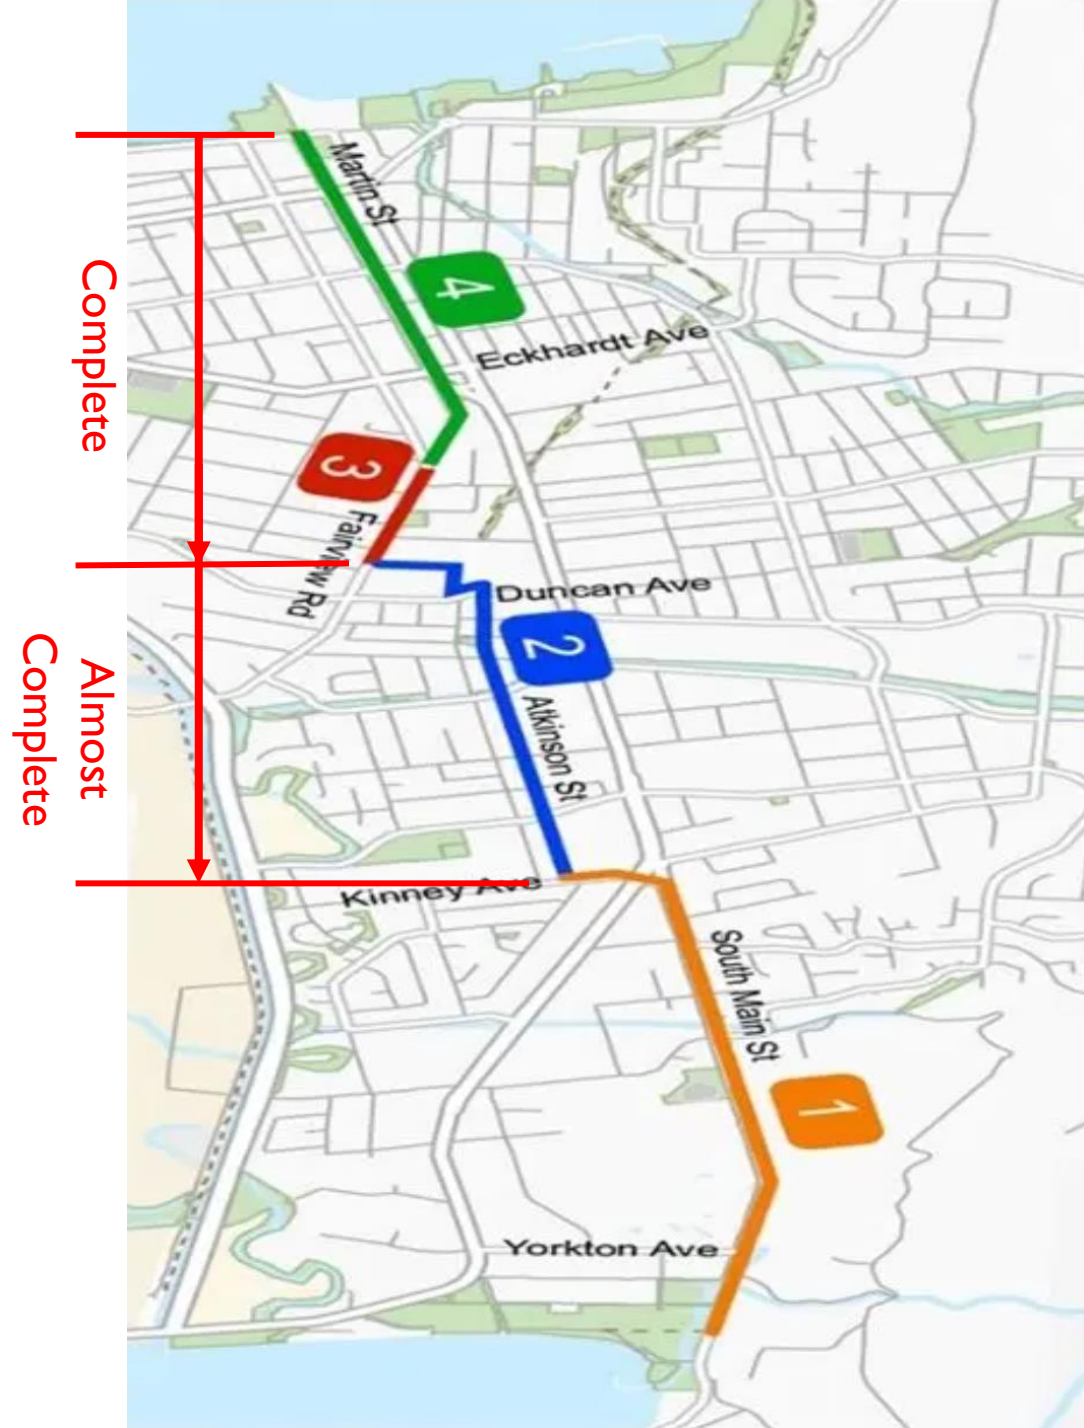 Martin St
4
Eckhardt Ave
Complete
3
Fairview Rd
Duncan Ave
2
Atkinson St
Almost
Complete
Kinney Ave
South Main St
1
Yorkton Ave